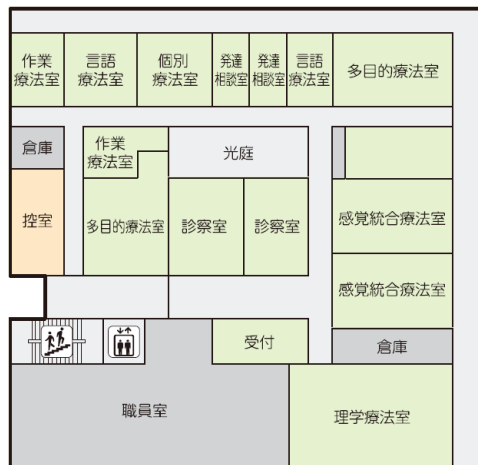 作業
療法室
言語
療法室
個別
療法室
発達
相談室
発達
相談室
言語
療法室
多目的療法室
倉庫
作業
療法室
光庭
控室
多目的療法室
診察室
診察室
感覚統合療法室
感覚統合療法室
受付
倉庫
職員室
理学療法室